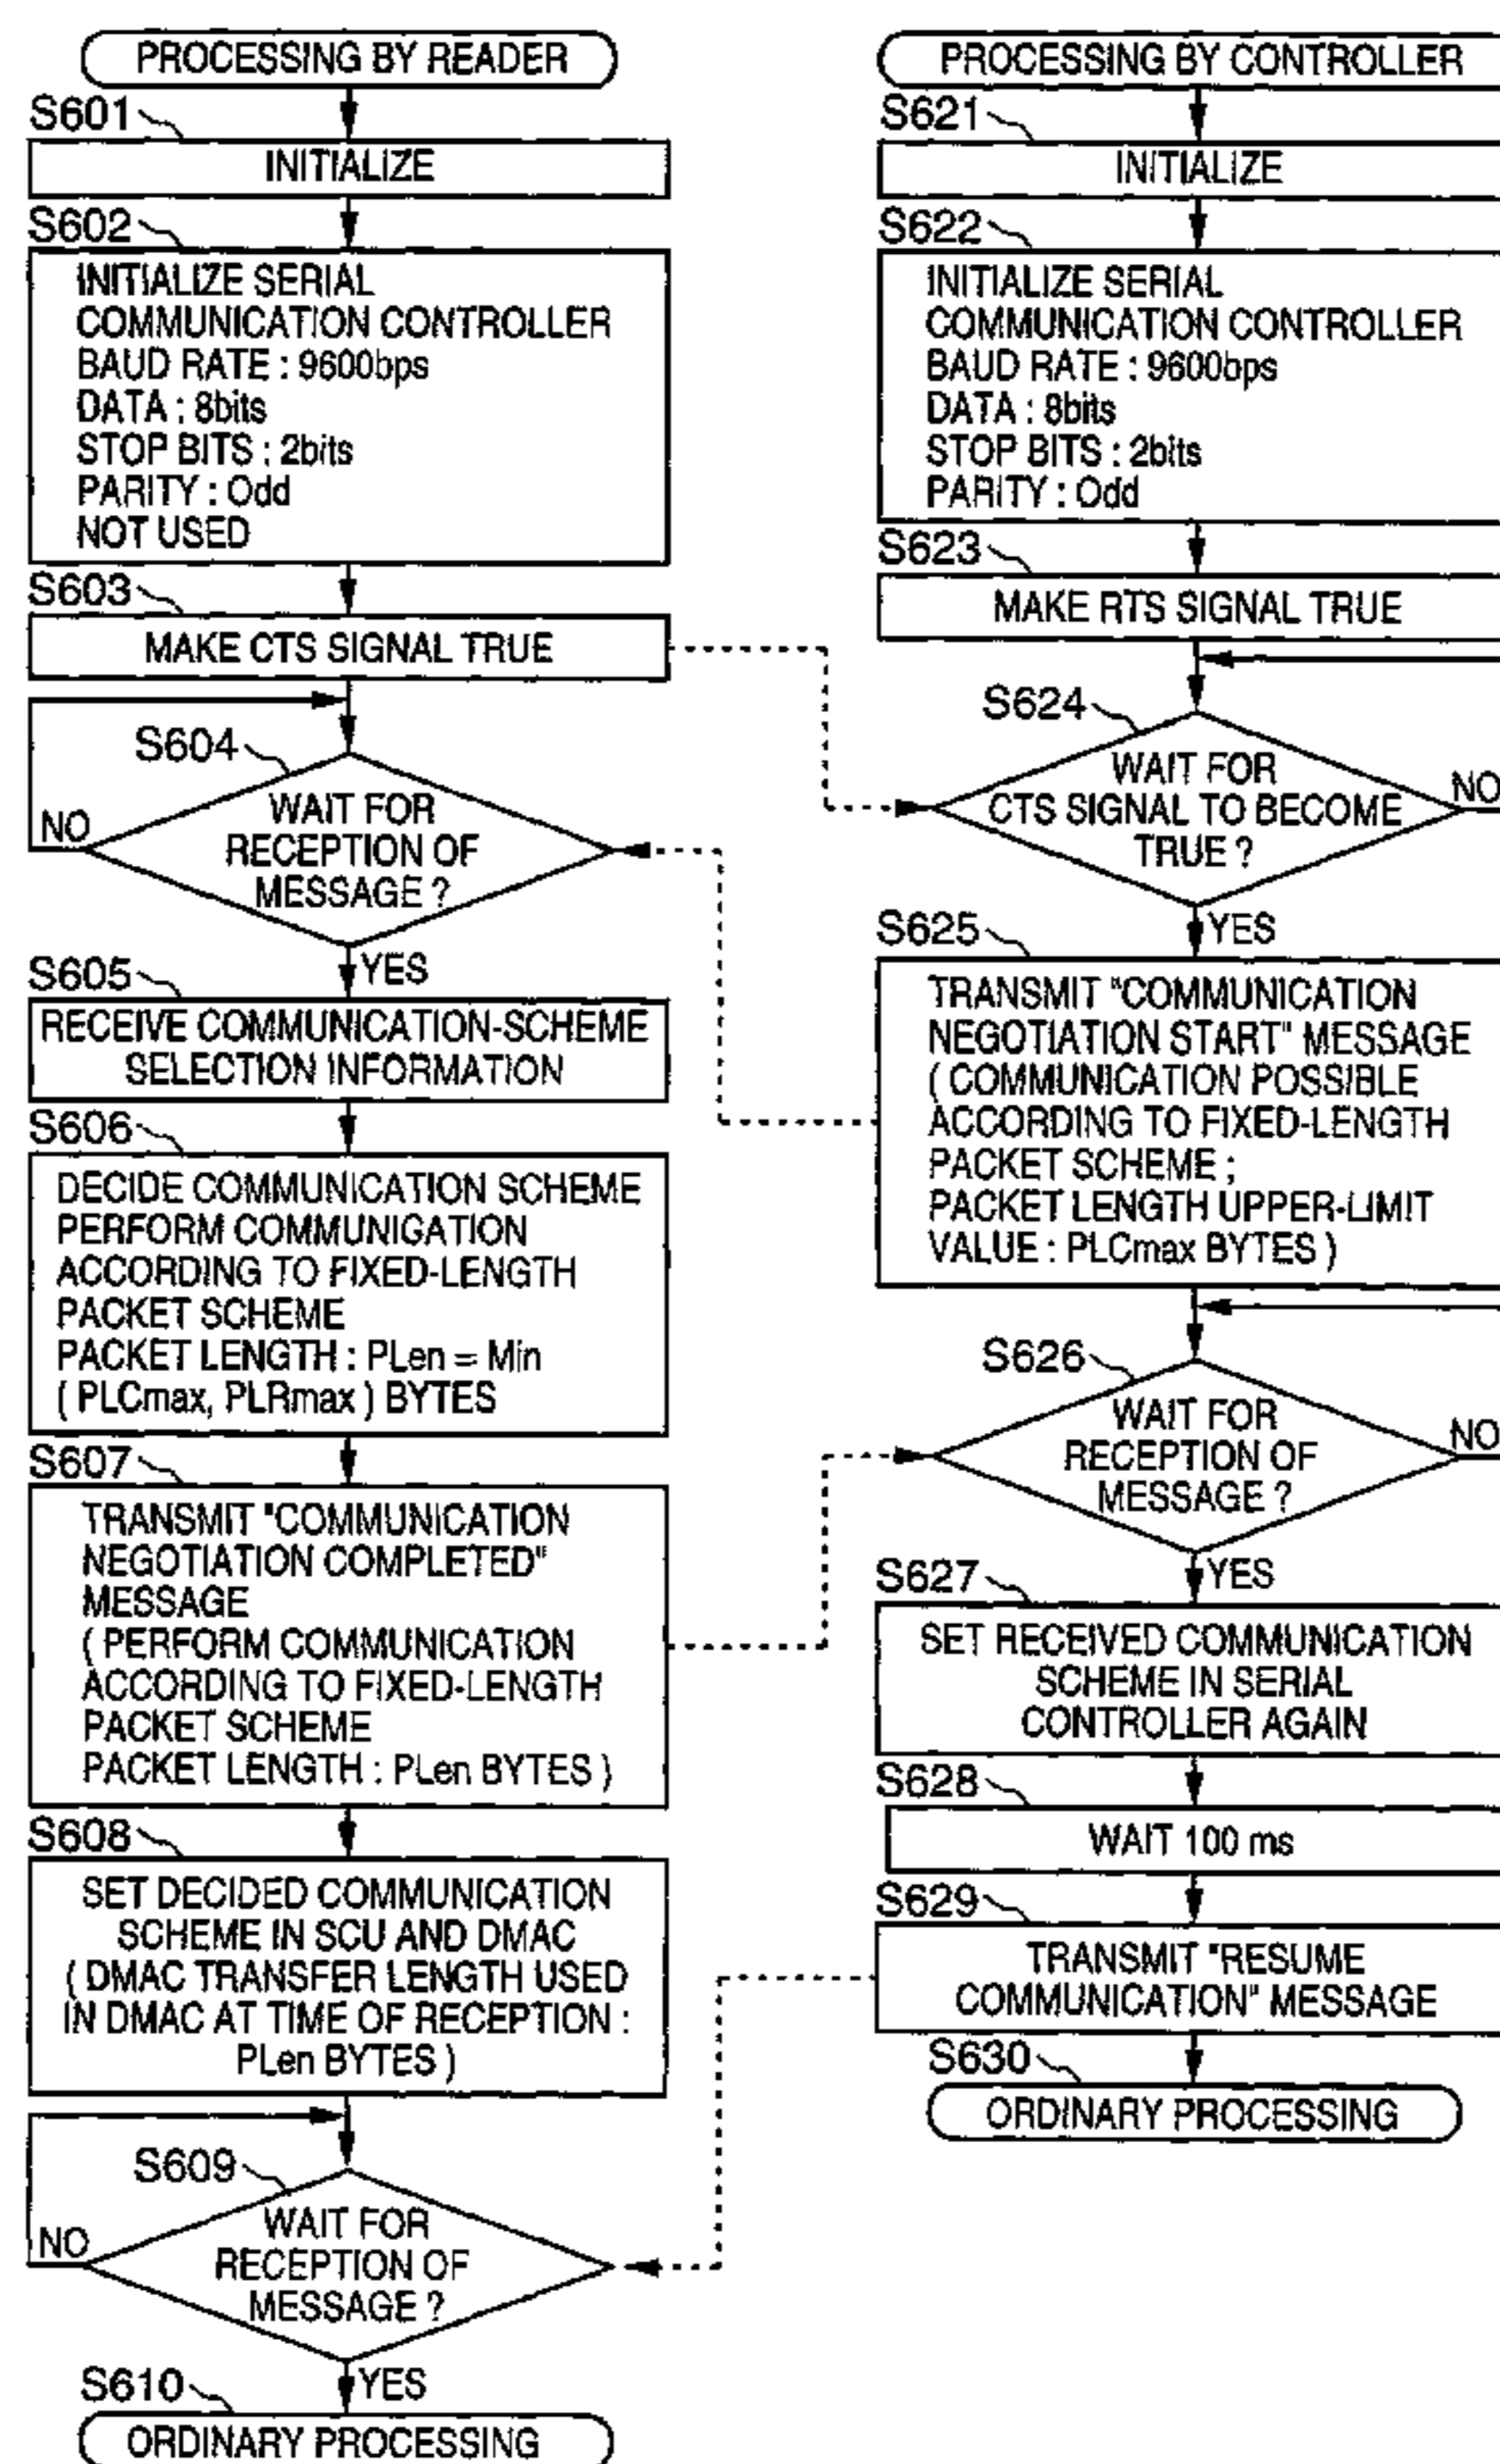 PROCESSING BY READER
S601
INITIALIZE
S602
INITIALIZE SERIAL
COMMUNICATION CONTROLLER
BAUD RATE : 9600bps
DATA : 8bits
STOP BITS : 2bits
PARITY : Odd
NOT USED
S603
MAKE CTS SIGNAL TRUE
S604
WAIT FOR
RECEPTION OF
MESSAGE ?
NO
YES
S605
RECEIVE COMMUNICATION-SCHEME
SELECTION INFORMATION
S606
DECIDE COMMUNICATION SCHEME
PERFORM COMMUNIGATION
ACCORDING TO FIXED-LENGTH
PACKET SCHEME
PACKET LENGTH : PLen = Min
( PLCmax, PLRmax ) BYTES
S607
TRANSMIT "COMMUNICATION
NEGOTIATION COMPLETED"
MESSAGE
( PERFORM COMMUNICATION
ACCORDING TO FIXED-LENGTH
PACKET SCHEME
PACKET LENGTH : PLen BYTES )
S608
SET DECIDED COMMUNICATION
SCHEME IN SCU AND DMAC
( DMAC TRANSFER LENGTH USED
IN DMAC AT TIME OF RECEPTION :
PLen BYTES )
S609
WAIT FOR
RECEPTION OF
MESSAGE ?
NO
YES
S610
ORDINARY PROCESSING
PROCESSING BY CONTROLLER
S621
INITIALIZE
S622
INITIALIZE SERIAL
COMMUNICATION CONTROLLER
BAUD RATE : 9600bps
DATA : 8bits
STOP BITS : 2bits
PARITY : Odd
S623
MAKE RTS SIGNAL TRUE
S624
WAIT FOR
CTS SIGNAL TO BECOME
TRUE ?
NO
YES
S625
TRANSMIT "COMMUNICATION
NEGOTIATION START" MESSAGE
( COMMUNICATION POSSIBLE
ACCORDING TO FIXED-LENGTH
PACKET SCHEME ;
PACKET LENGTH UPPER-LIMIT
VALUE : PLCmax BYTES )
S626
WAIT FOR
RECEPTION OF
MESSAGE ?
NO
YES
S627
SET RECEIVED COMMUNICATION
SCHEME IN SERIAL
CONTROLLER AGAIN
S628
WAIT 100 ms
S629
TRANSMIT "RESUME
COMMUNICATION" MESSAGE
S630
ORDINARY PROCESSING